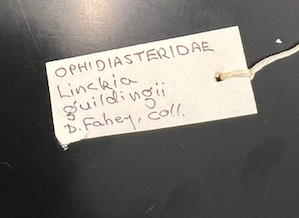 OPHIDIASTERIDAE
Linckia
guildingii
D. Fahey, coll.